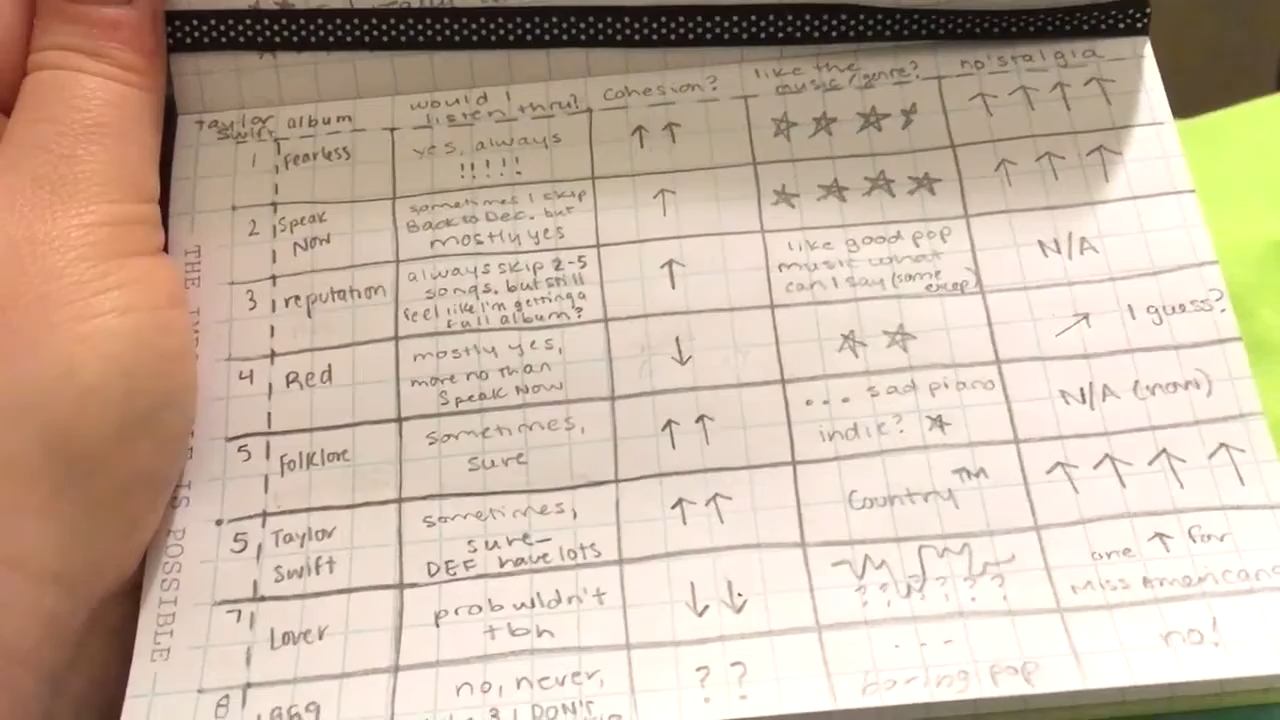 Taylor Swift album
would I listen thru?
cohesion?
like the music/genre?
nostalgia
1 Fearless
yes, always !!!!!
↑↑
☆☆☆
↑↑↑↑
2 Speak Now
sometimes I skip
Back to Dec. but
mostly yes
↑
☆☆☆☆
↑↑↑
3 reputation
always skip 2-5
songs. but still
feel like I'm getting a
full album?
↑
like good pop
music what
can I say (some
N/A
4 Red
mostly yes,
more no than
Speak Now
↓
☆☆
↗ I guess?
5 Folklore
sometimes,
sure
↑↑
... sad piano
indie? ☆
N/A (now)
5 Taylor Swift
sometimes,
sure—
DEF have lots
↑↑
Country™
↑↑↑↑
7 Lover
prob wldn't
tbh
↓↓
? ? ? ? ?
one ↑ for
Miss Americana
8 1989
no, never,
I DON'T
??
...
boring pop
no!
THE
IS POSSIBLE